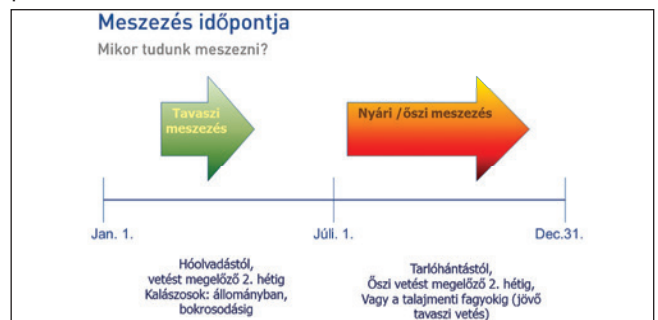 Meszezés időpontja
Mikor tudunk meszezni?
Tavaszi
meszezés
Nyári /őszi meszezés
Jan. 1.
Júli. 1.
Dec.31.
Hóolvadástól,
vetést megelőző 2. hétig
Kalászosok: állományban,
bokrosodásig
Tarlóhántástól,
Őszi vetést megelőző 2. hétig,
Vagy a talajmenti fagyokig (jövő
tavaszi vetés)